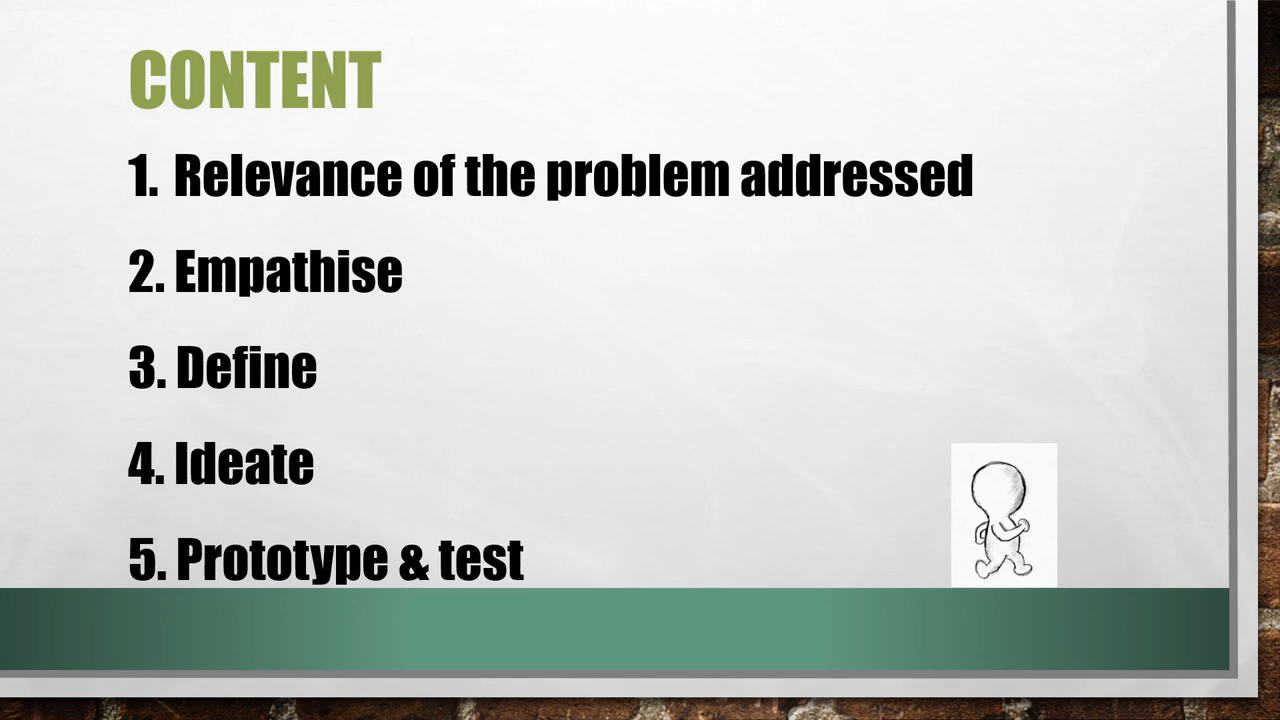 CONTENT
1. Relevance of the problem addressed
2. Empathise
3. Define
4. Ideate
5. Prototype & test